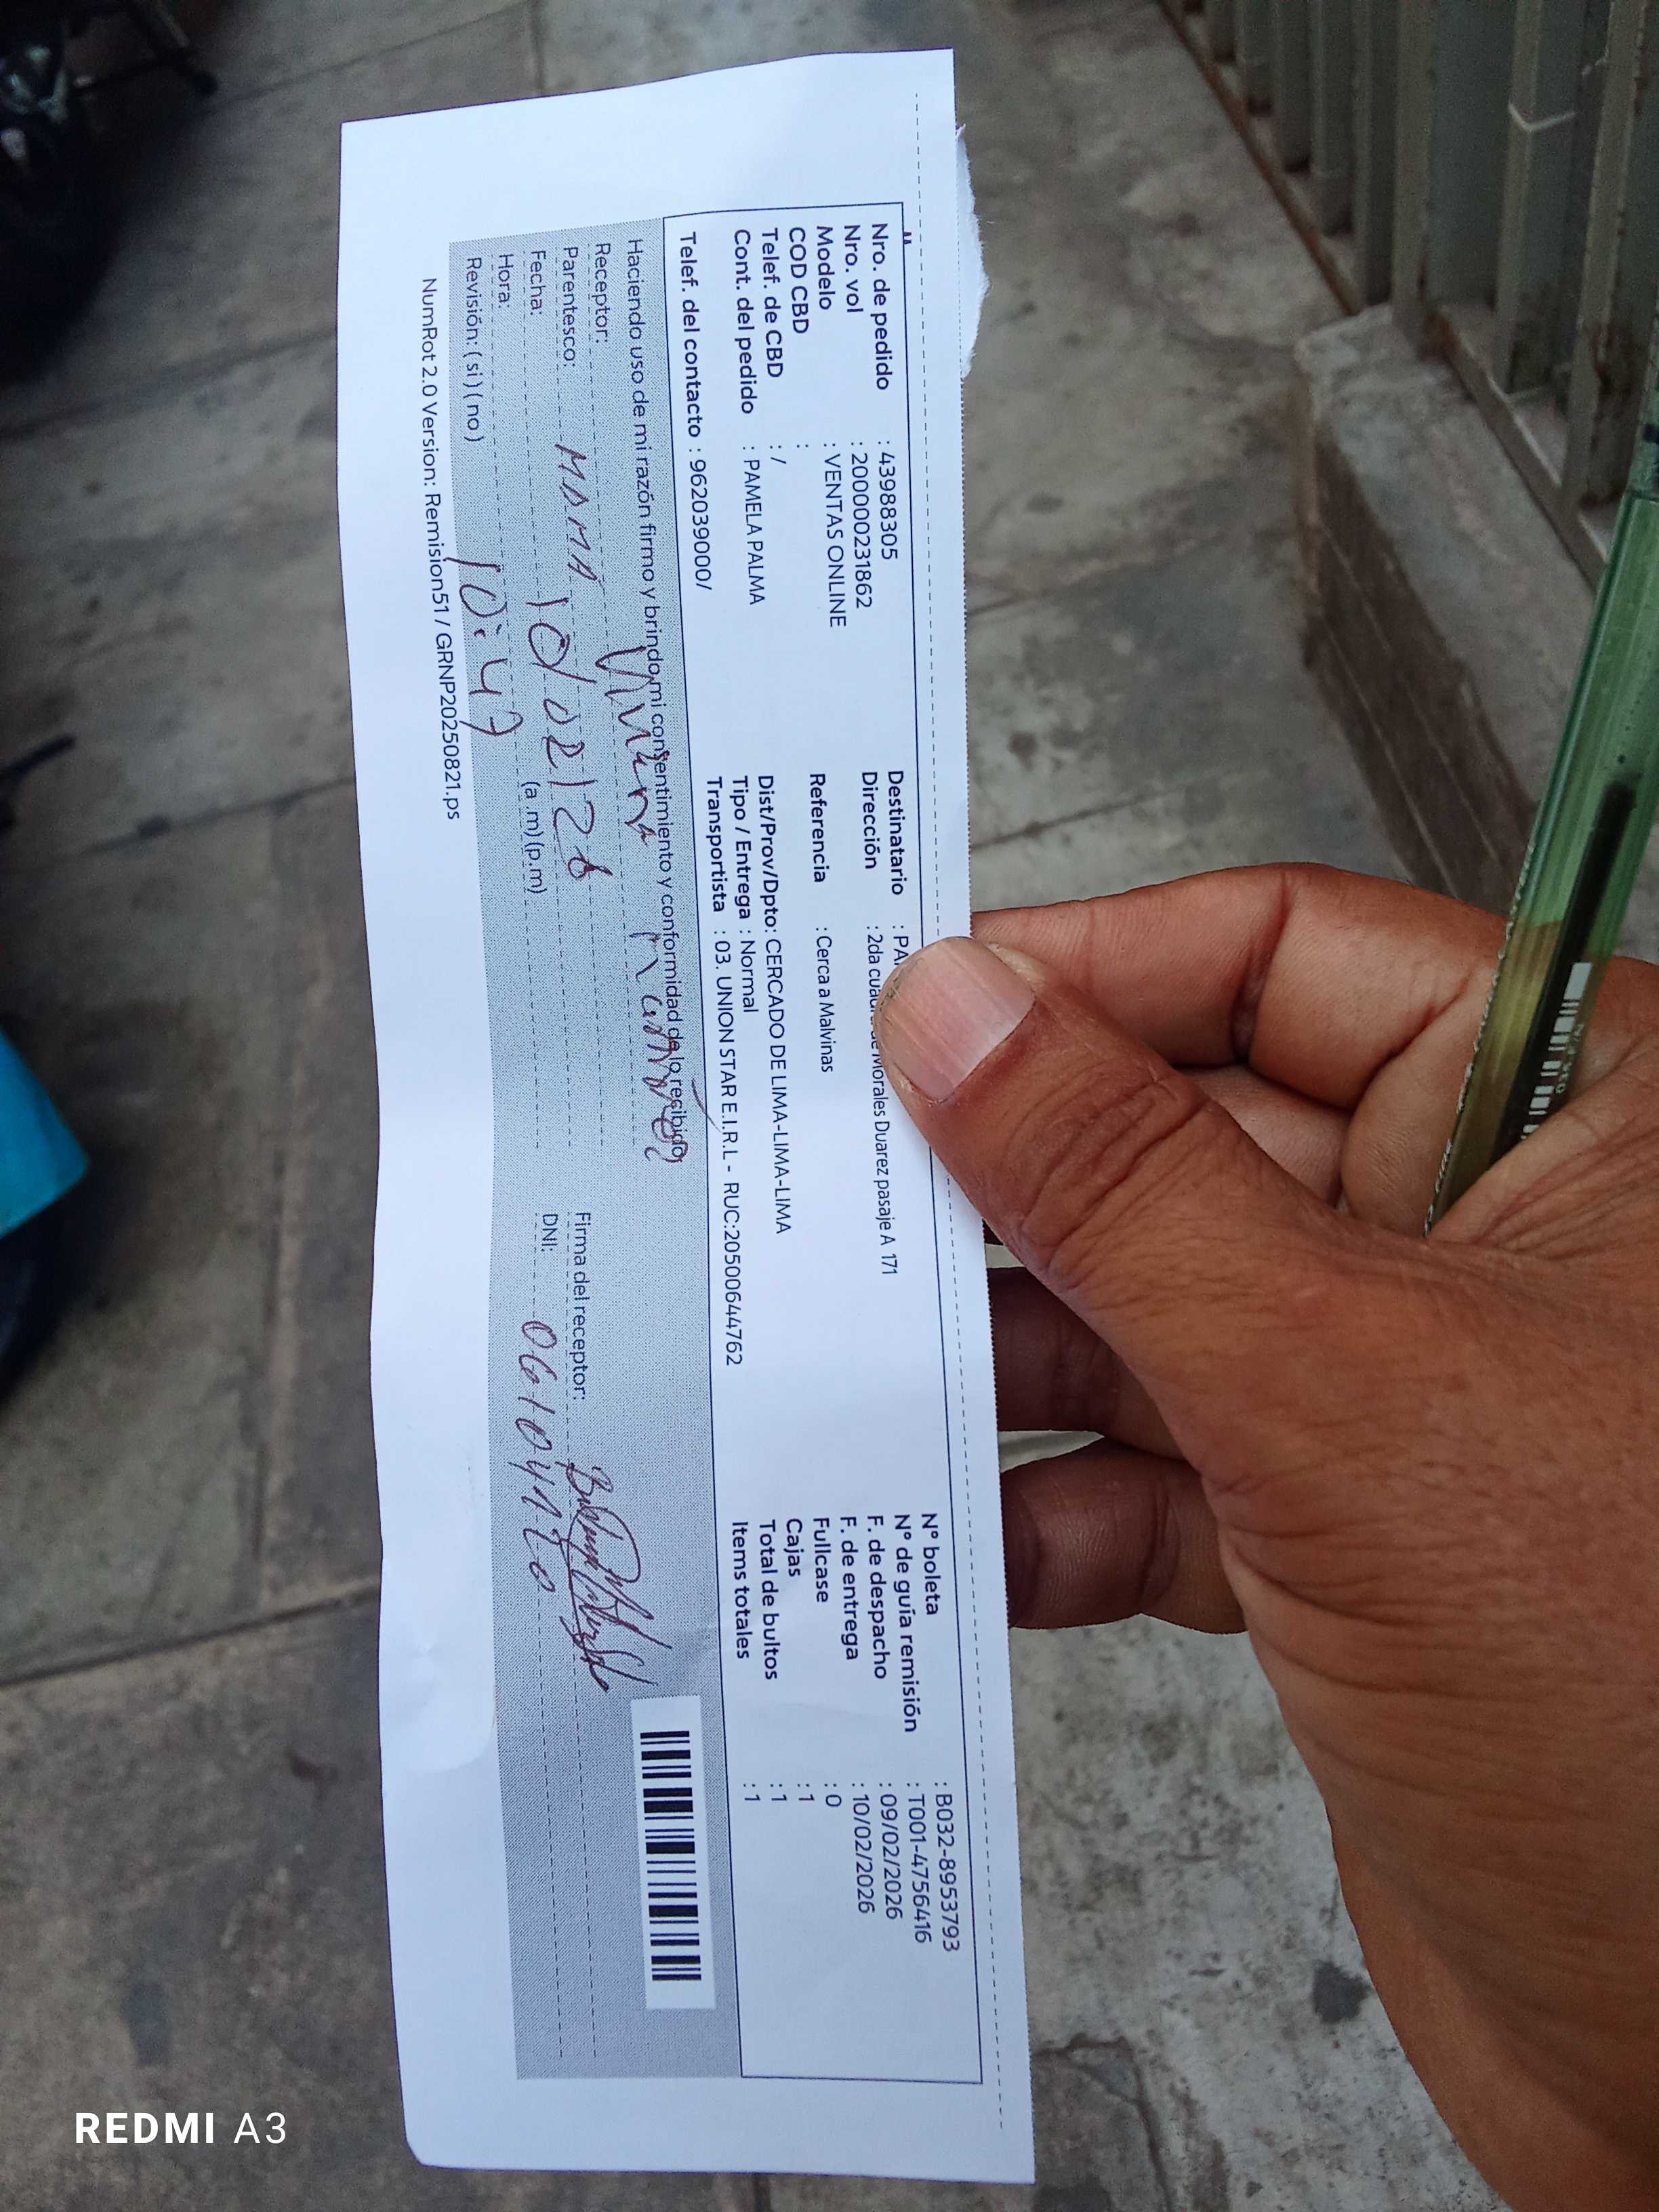 Nro. de pedido : 43988305
Nro. vol : 200000231862
Modelo : VENTAS ONLINE
COD CBD :
Telef. de CBD : /
Cont. del pedido : PAMELA PALMA
Telef. del contacto : 962039000/
Destinatario : PA
Dirección : 2da de Morales Duarez pasaje A 171
Referencia : Cerca a Malvinas
Dist/Prov/Dpto: CERCADO DE LIMA-LIMA-LIMA
Tipo / Entrega : Normal
Transportista : 03. UNION STAR E.I.R.L - RUC:20500644762
N° boleta : B032-8953793
N° de guía remisión : T001-4756416
F. de despacho : 09/02/2026
F. de entrega : 10/02/2026
Fullcase : 0
Cajas : 1
Total de bultos : 1
Items totales : 1
Haciendo uso de mi razón firmo y brindo mi consentimiento y conformidad de lo recibido
Receptor:
Parentesco: MAMA
Fecha: 10/02/26
Hora: 10:47 (a .m) (p.m)
Revisión: ( si ) ( no )
Firma del receptor:
DNI:
NumRot 2.0 Version: Remision51 / GRNP20250821.ps
REDMI A3